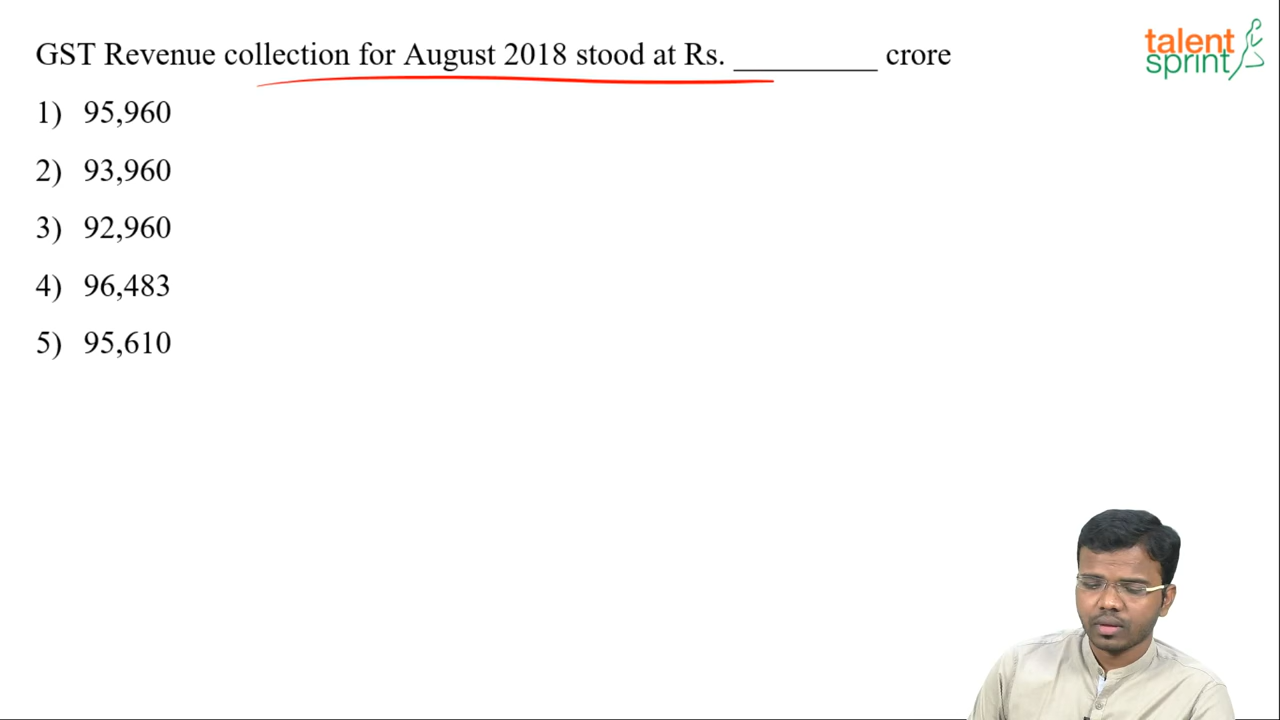 GST Revenue collection for August 2018 stood at Rs. _________ crore
talent
sprint
1) 95,960
2) 93,960
3) 92,960
4) 96,483
5) 95,610